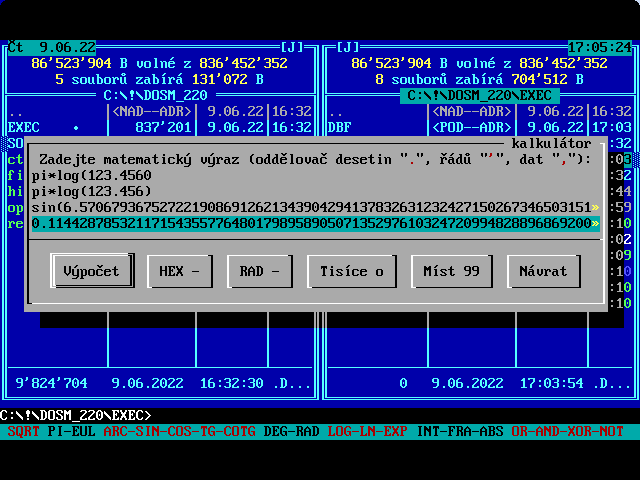 Čt 9.06.22 [J] [J] 17:05:24
86’523’904 B volné z 836’452’352 86’523’904 B volné z 836’452’352
5 souborů zabírá 131’072 B 8 souborů zabírá 704’512 B
C:\!\DOSM_220 C:\!\DOSM_220\EXEC
.. <NAD──ADR> 9.06.22 16:32 .. <NAD──ADR> 9.06.22 16:32
EXEC • 837’201 9.06.22 16:32 DBF <POD──ADR> 9.06.22 17:03
SO kalkulátor :32
ct Zadejte matematický výraz (oddělovač desetin ".", řádů "’", dat ","): :03
fi pi*log(123.4560
hi pi*log(123.456)
op sin(6.570679367527221908691262134390429413783263123242715026734650315​1» :59
re 0.114428785321171543557764801798958905071352976103247209948289686920​0» :10
:02
:09
Výpočet HEX - RAD - Tisíce o Míst 99 Návrat :10
:10
:10
9’824’704 9.06.2022 16:32:30 .D... 0 9.06.2022 17:03:54 .D...
C:\!\DOSM_220\EXEC>
SQRT PI-EUL ARC-SIN-COS-TG-COTG DEG-RAD LOG-LN-EXP INT-FRA-ABS OR-AND-XOR-NOT